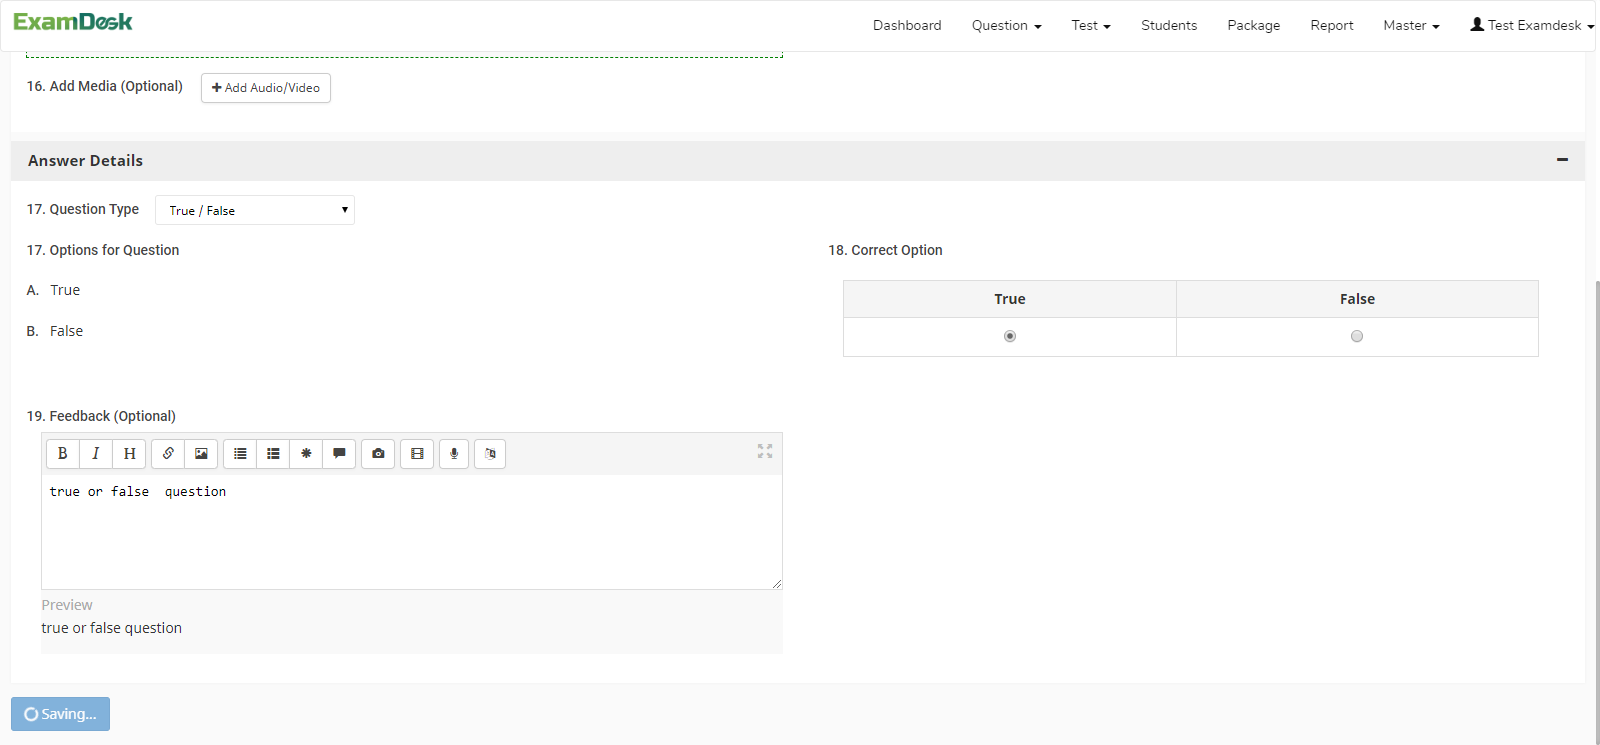 ExamDesk
Dashboard Question Test Students Package Report Master Test Examdesk
16. Add Media (Optional) Add Audio/Video
Answer Details
17. Question Type True / False
17. Options for Question 18. Correct Option
A. True
B. False
True False
19. Feedback (Optional)
B I H
true or false  question
Preview
true or false question
Saving...